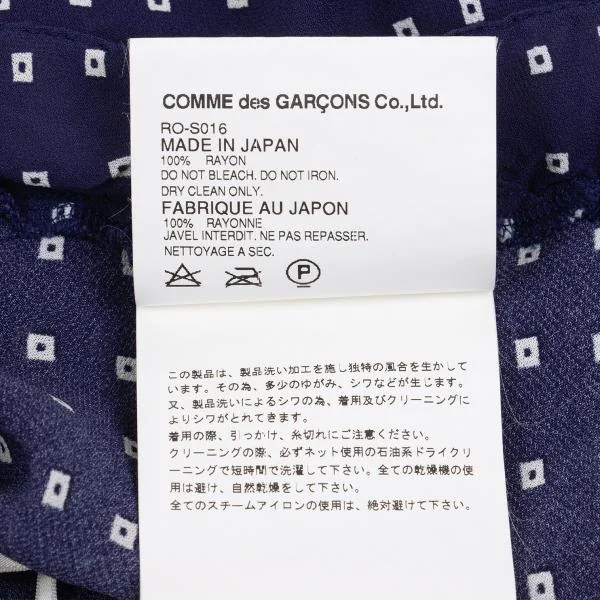 COMME des GARÇONS Co.,Ltd.
RO-S016
MADE IN JAPAN
100% RAYON
DO NOT BLEACH. DO NOT IRON.
DRY CLEAN ONLY.
FABRIQUE AU JAPON
100% RAYONNE
JAVEL INTERDIT. NE PAS REPASSER.
NETTOYAGE A SEC.
P
この製品は、製品洗い加工を施し独特の風合を生かして
います。その為、多少のゆがみ、シワなどが生じます。
又、製品洗いによるシワの為、着用及びクリーニングに
よりシワがとれてきます。
着用の際、引っかけ、糸切れにご注意ください。
クリーニングの際、必ずネット使用の石油系ドライクリ
ーニングで短時間で洗濯して下さい。全ての乾燥機の使
用は避け、自然乾燥をして下さい。
全てのスチームアイロンの使用は、絶対避けて下さい。